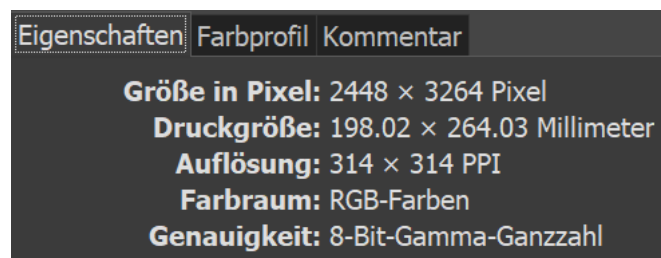 Eigenschaften Farbprofil Kommentar
Größe in Pixel: 2448 × 3264 Pixel
Druckgröße: 198.02 × 264.03 Millimeter
Auflösung: 314 × 314 PPI
Farbraum: RGB-Farben
Genauigkeit: 8-Bit-Gamma-Ganzzahl